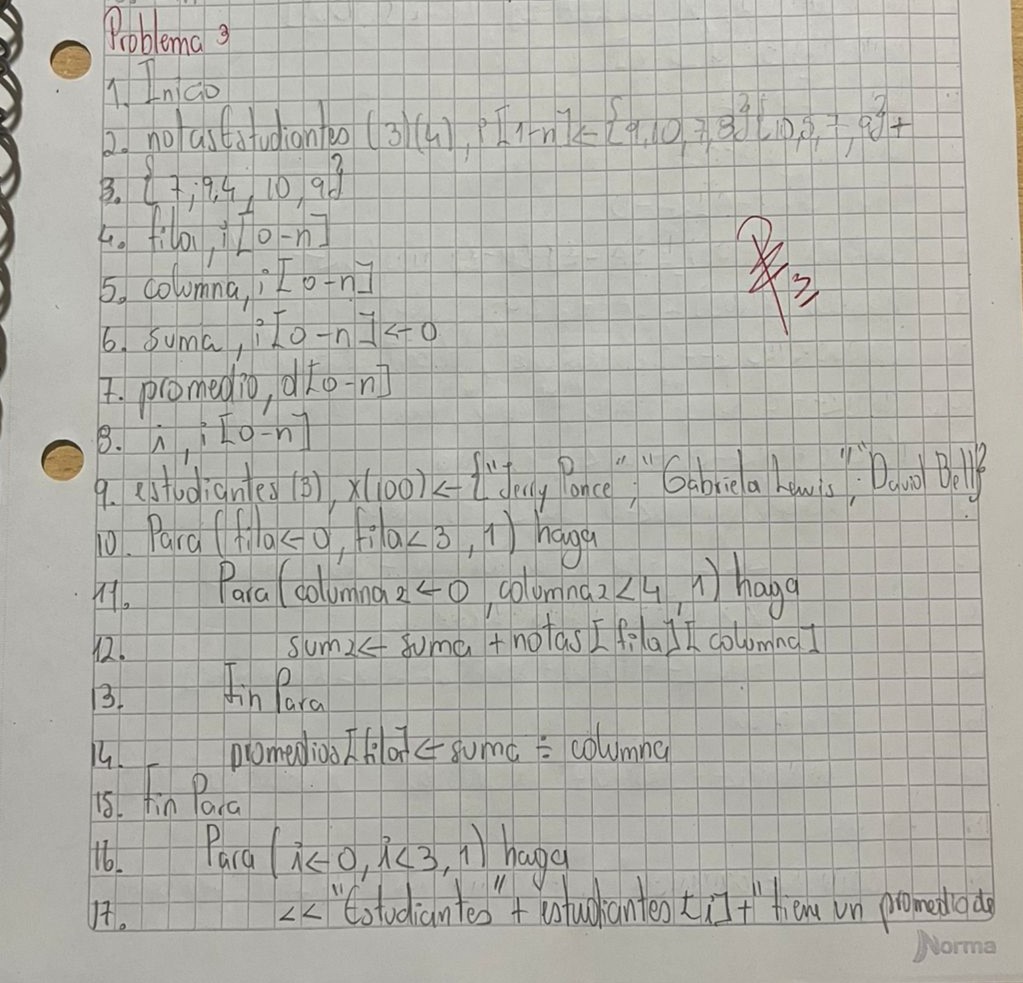 Problema 3
1. Inicio
2. notasEstudiantes (3)(4), i [1-n] ← {9,10,7,8}{10,8,7,9}+
3. {7,9,4,10,9}
4. fila, i [0-n]
5. columna, i [0-n]
6. suma, i [0-n] ← 0
7. promedio, d [0-n]
8. i, i [0-n]
9. estudiantes (3), x(100) ← {"Jerry Ponce", "Gabriela Lewis", "David Bell}
10. Para (fila ← 0, fila < 3, 1) haga
11. Para (columna ← 0, columna < 4, 1) haga
12. suma ← suma + notas [fila] [columna]
13. Fin Para
14. promedios [fila] ← suma ÷ columna
15. Fin Para
16. Para (i ← 0, i < 3, 1) haga
17. << "Estudiantes" + estudiantes [i] + " tiene un promedio de
3
Norma